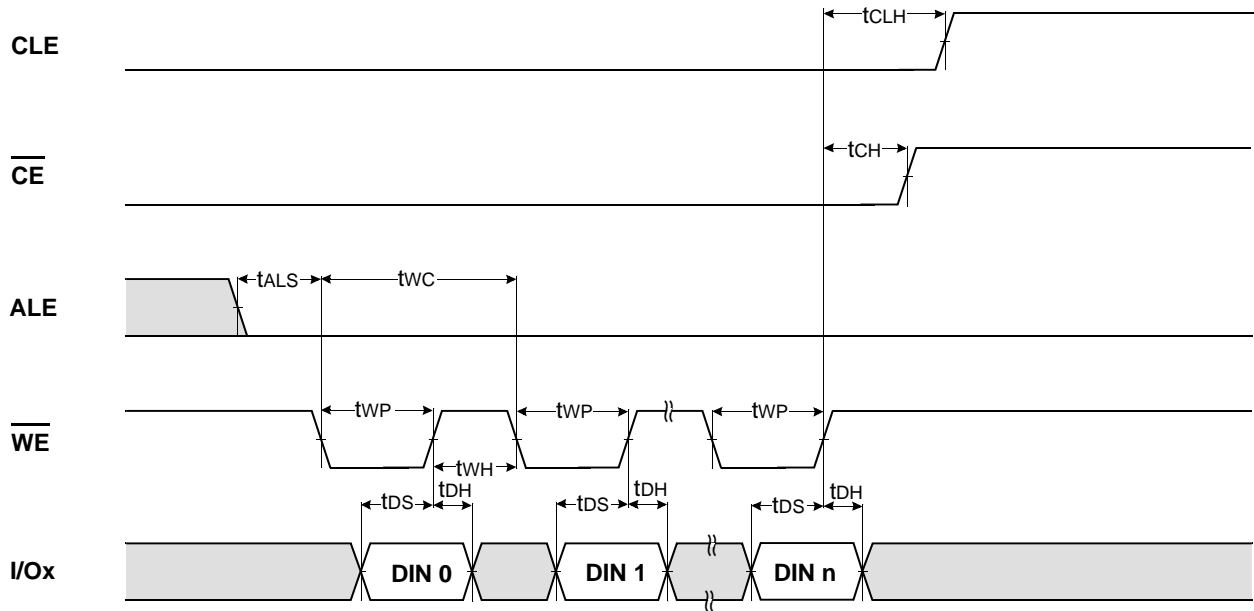 tCLH
CLE
tCH
CE
tALS tWC
ALE
tWP tWP tWP
WE
tWH
tDS tDH tDS tDH tDS tDH
I/Ox DIN 0 DIN 1 DIN n